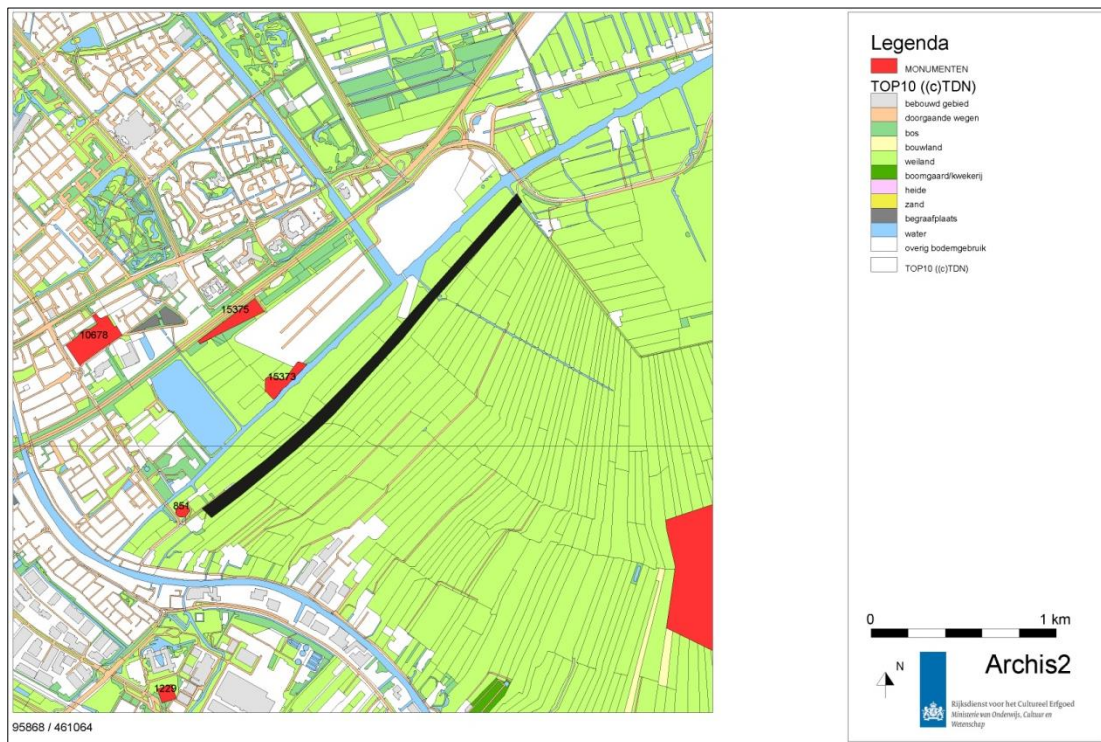 10678
15375
15373
851
1229
95868 / 461064
Legenda
MONUMENTEN
TOP10 ((c)TDN)
bebouwd gebied
doorgaande wegen
bos
bouwland
weiland
boomgaard/kwekerij
heide
zand
begraafplaats
water
overig bodemgebruik
TOP10 ((c)TDN)
0 1 km
N
Archis2
Rijksdienst voor het Cultureel Erfgoed
Ministerie van Onderwijs, Cultuur en
Wetenschap